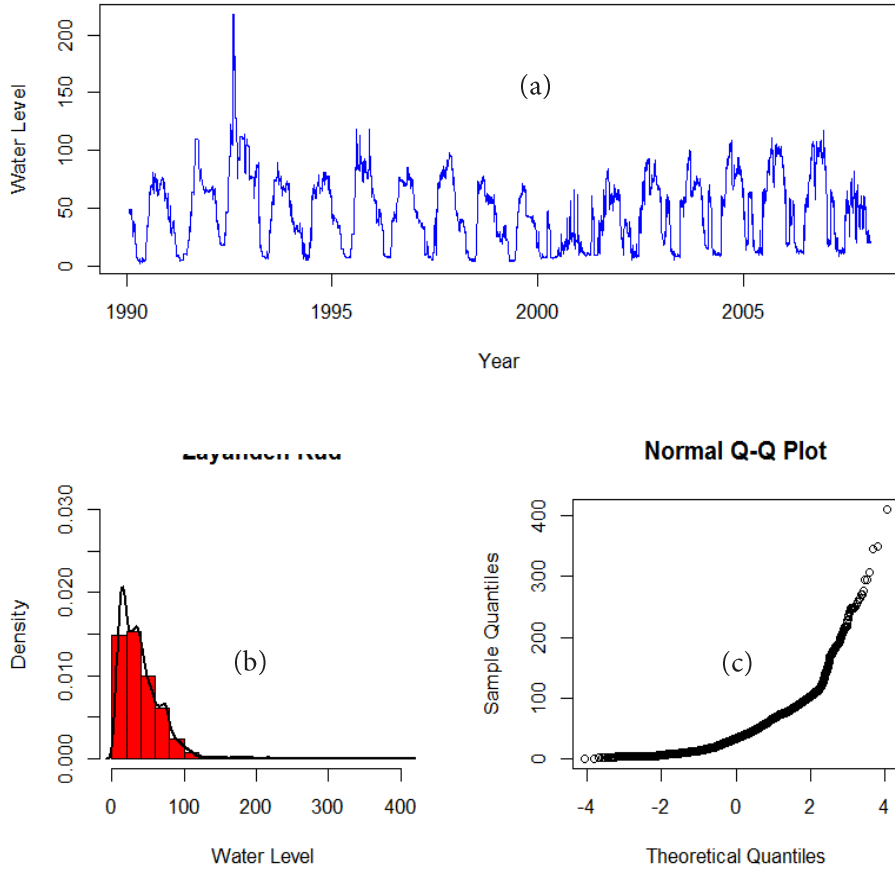 Water Level
200
150
100
50
0
(a)
1990
1995
2000
2005
Year
Zayandeh Rud
Density
0.030
0.020
0.010
0.000
(b)
0
100
200
300
400
Water Level
Normal Q-Q Plot
Sample Quantiles
400
300
200
100
0
(c)
-4
-2
0
2
4
Theoretical Quantiles